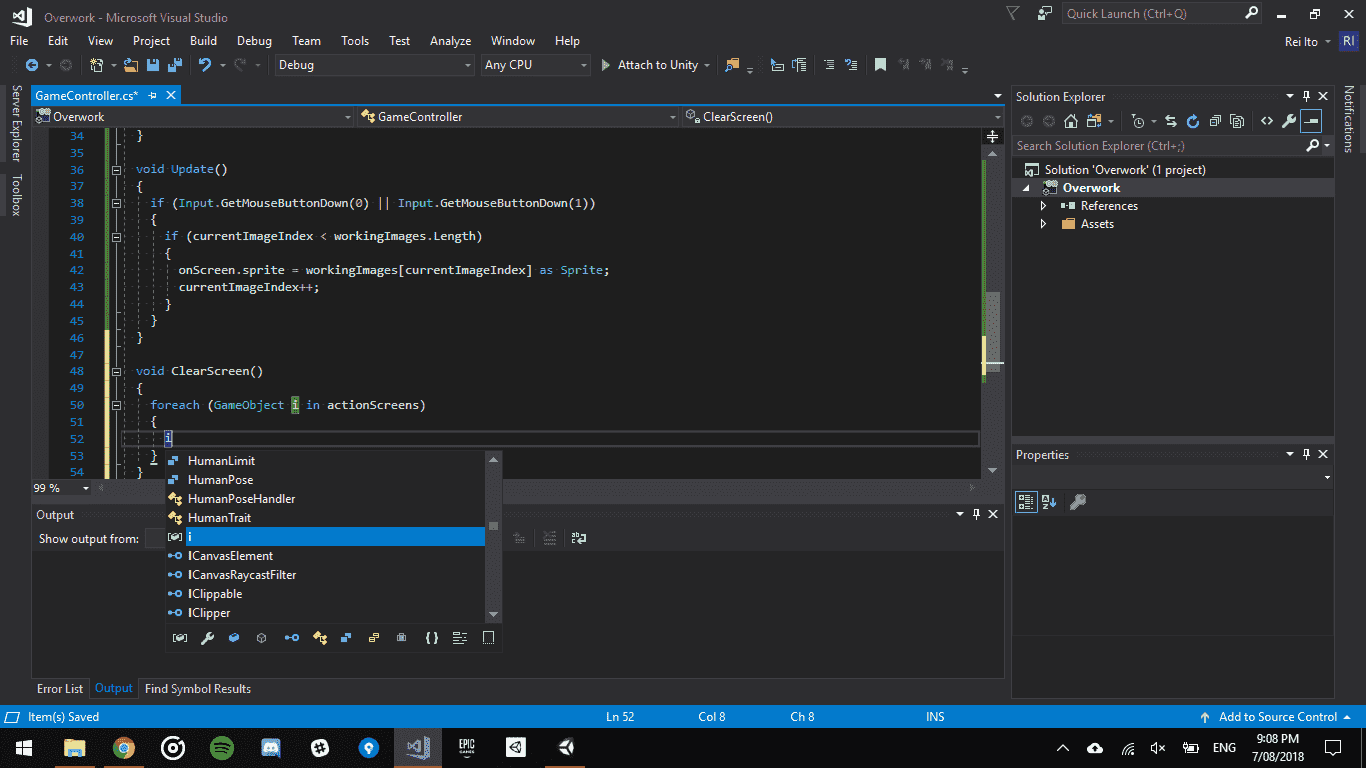 Overwork - Microsoft Visual Studio
Quick Launch (Ctrl+Q)
File Edit View Project Build Debug Team Tools Test Analyze Window Help
Rei Ito RI
Debug Any CPU Attach to Unity
Server Explorer
Toolbox
GameController.cs*
Overwork GameController ClearScreen()
34 }
35
36 void Update()
37 {
38 if (Input.GetMouseButtonDown(0) || Input.GetMouseButtonDown(1))
39 {
40 if (currentImageIndex < workingImages.Length)
41 {
42 onScreen.sprite = workingImages[currentImageIndex] as Sprite;
43 currentImageIndex++;
44 }
45 }
46 }
47
48 void ClearScreen()
49 {
50 foreach (GameObject i in actionScreens)
51 {
52 i
53 }
54 }
99 %
HumanLimit
HumanPose
HumanPoseHandler
HumanTrait
i
ICanvasElement
ICanvasRaycastFilter
IClippable
IClipper
Output
Show output from:
Error List Output Find Symbol Results
Solution Explorer
Search Solution Explorer (Ctrl+;)
Solution 'Overwork' (1 project)
Overwork
References
Assets
Properties
Notifications
Item(s) Saved Ln 52 Col 8 Ch 8 INS Add to Source Control
EPIC GAMES
ENG
9:08 PM
7/08/2018